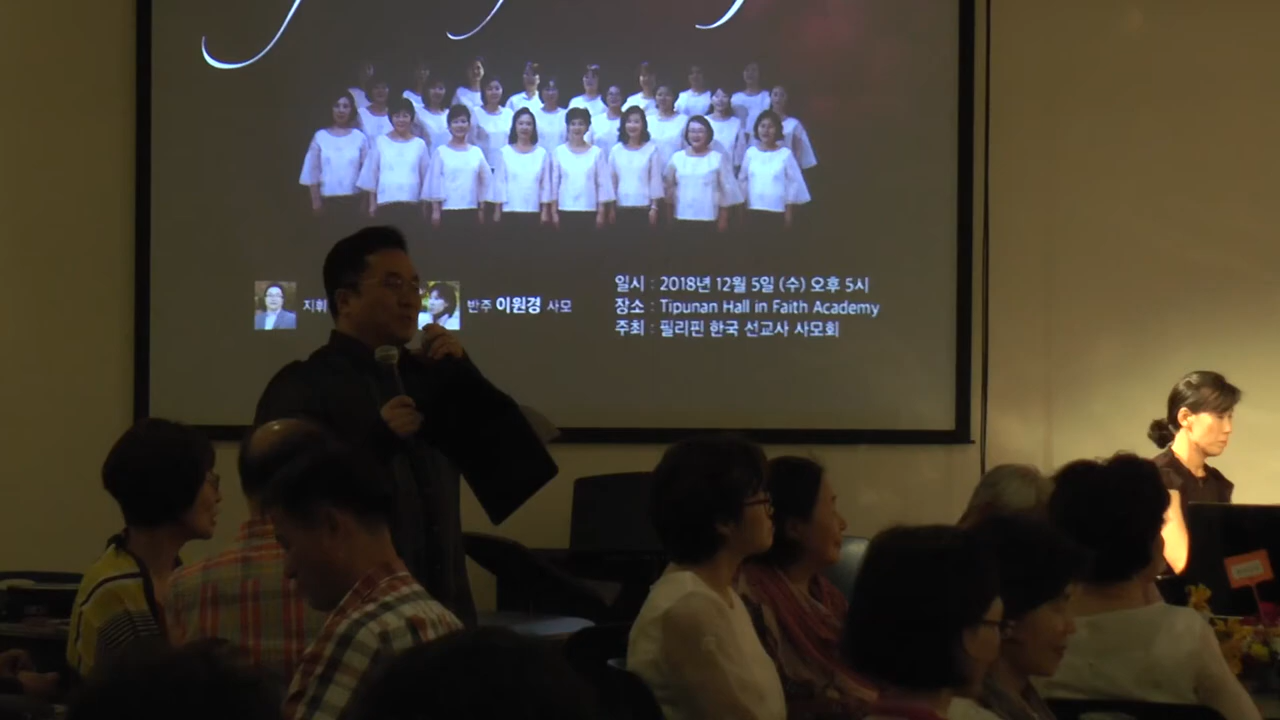 지휘
반주 이원경 사모
일시 : 2018년 12월 5일 (수) 오후 5시
장소 : Tipunan Hall in Faith Academy
주최 : 필리핀 한국 선교사 사모회